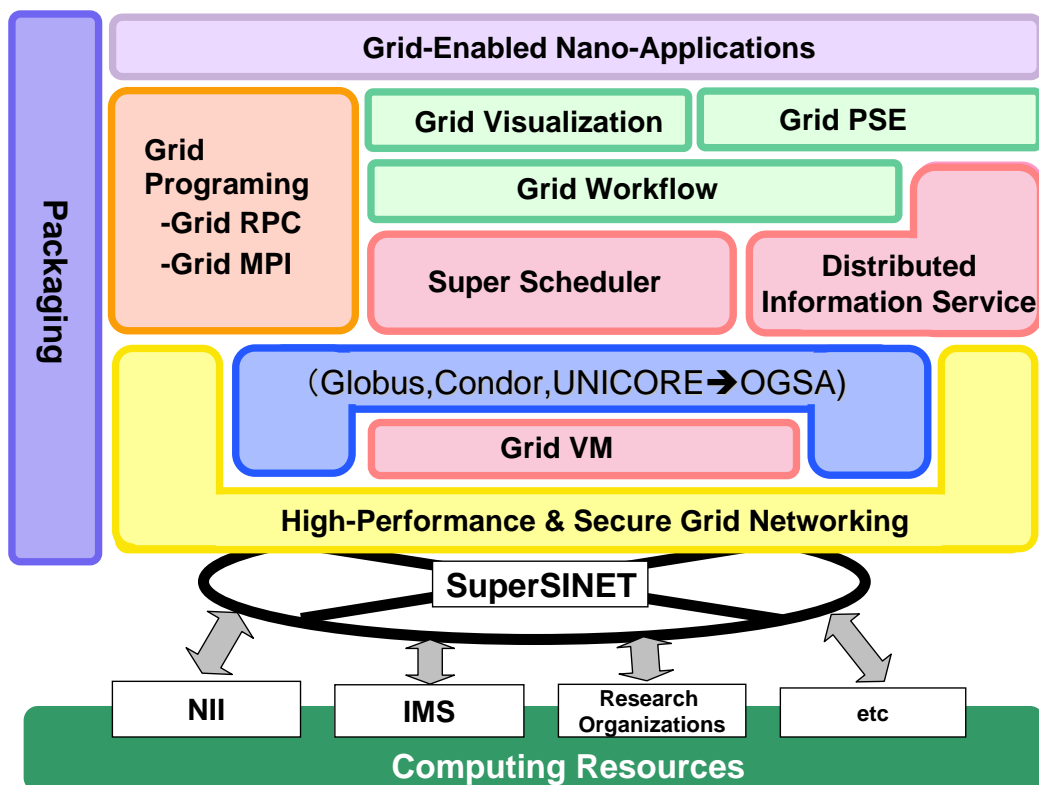 Packaging
Grid-Enabled Nano-Applications
Grid
Programing
-Grid RPC
-Grid MPI
Grid Visualization
Grid PSE
Grid Workflow
Super Scheduler
Distributed
Information Service
(Globus,Condor,UNICORE➔OGSA)
Grid VM
High-Performance & Secure Grid Networking
SuperSINET
NII
IMS
Research
Organizations
etc
Computing Resources